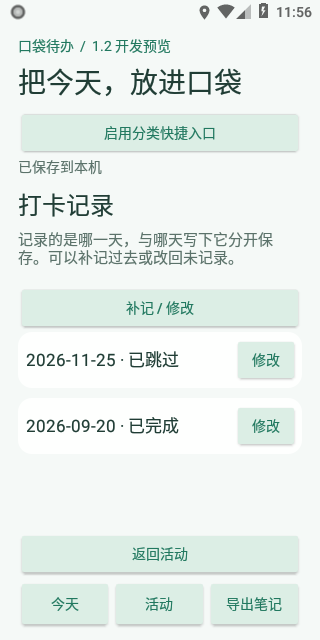 11:56
口袋待办 / 1.2 开发预览
把今天，放进口袋
启用分类快捷入口
已保存到本机
打卡记录
记录的是哪一天，与哪天写下它分开保
存。可以补记过去或改回未记录。
补记 / 修改
2026-11-25 · 已跳过
修改
2026-09-20 · 已完成
修改
返回活动
今天
活动
导出笔记